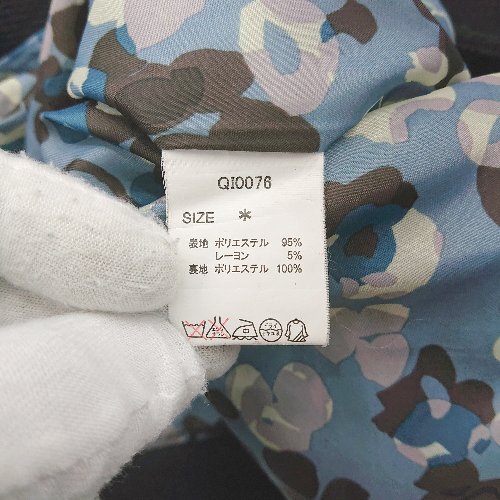 QI0076
SIZE *
表地 ポリエステル 95%
レーヨン 5%
裏地 ポリエステル 100%